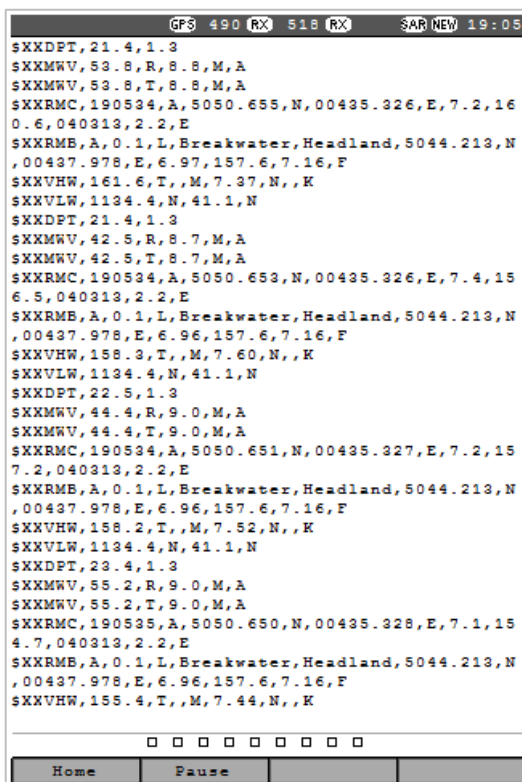 GPS 490 RX 518 RX SAR NEW 19:05
$XXDPT,21.4,1.3
$XXMWV,53.8,R,8.8,M,A
$XXMWV,53.8,T,8.8,M,A
$XXRMC,190534,A,5050.655,N,00435.326,E,7.2,16
0.6,040313,2.2,E
$XXRMB,A,0.1,L,Breakwater,Headland,5044.213,N
,00437.978,E,6.97,157.6,7.16,F
$XXVHW,161.6,T,,M,7.37,N,,K
$XXVLW,1134.4,N,41.1,N
$XXDPT,21.4,1.3
$XXMWV,42.5,R,8.7,M,A
$XXMWV,42.5,T,8.7,M,A
$XXRMC,190534,A,5050.653,N,00435.326,E,7.4,15
6.5,040313,2.2,E
$XXRMB,A,0.1,L,Breakwater,Headland,5044.213,N
,00437.978,E,6.96,157.6,7.16,F
$XXVHW,158.3,T,,M,7.60,N,,K
$XXVLW,1134.4,N,41.1,N
$XXDPT,22.5,1.3
$XXMWV,44.4,R,9.0,M,A
$XXMWV,44.4,T,9.0,M,A
$XXRMC,190534,A,5050.651,N,00435.327,E,7.2,15
7.2,040313,2.2,E
$XXRMB,A,0.1,L,Breakwater,Headland,5044.213,N
,00437.978,E,6.96,157.6,7.16,F
$XXVHW,158.2,T,,M,7.52,N,,K
$XXVLW,1134.4,N,41.1,N
$XXDPT,23.4,1.3
$XXMWV,55.2,R,9.0,M,A
$XXMWV,55.2,T,9.0,M,A
$XXRMC,190535,A,5050.650,N,00435.328,E,7.1,15
4.7,040313,2.2,E
$XXRMB,A,0.1,L,Breakwater,Headland,5044.213,N
,00437.978,E,6.96,157.6,7.16,F
$XXVHW,155.4,T,,M,7.44,N,,K
Home Pause